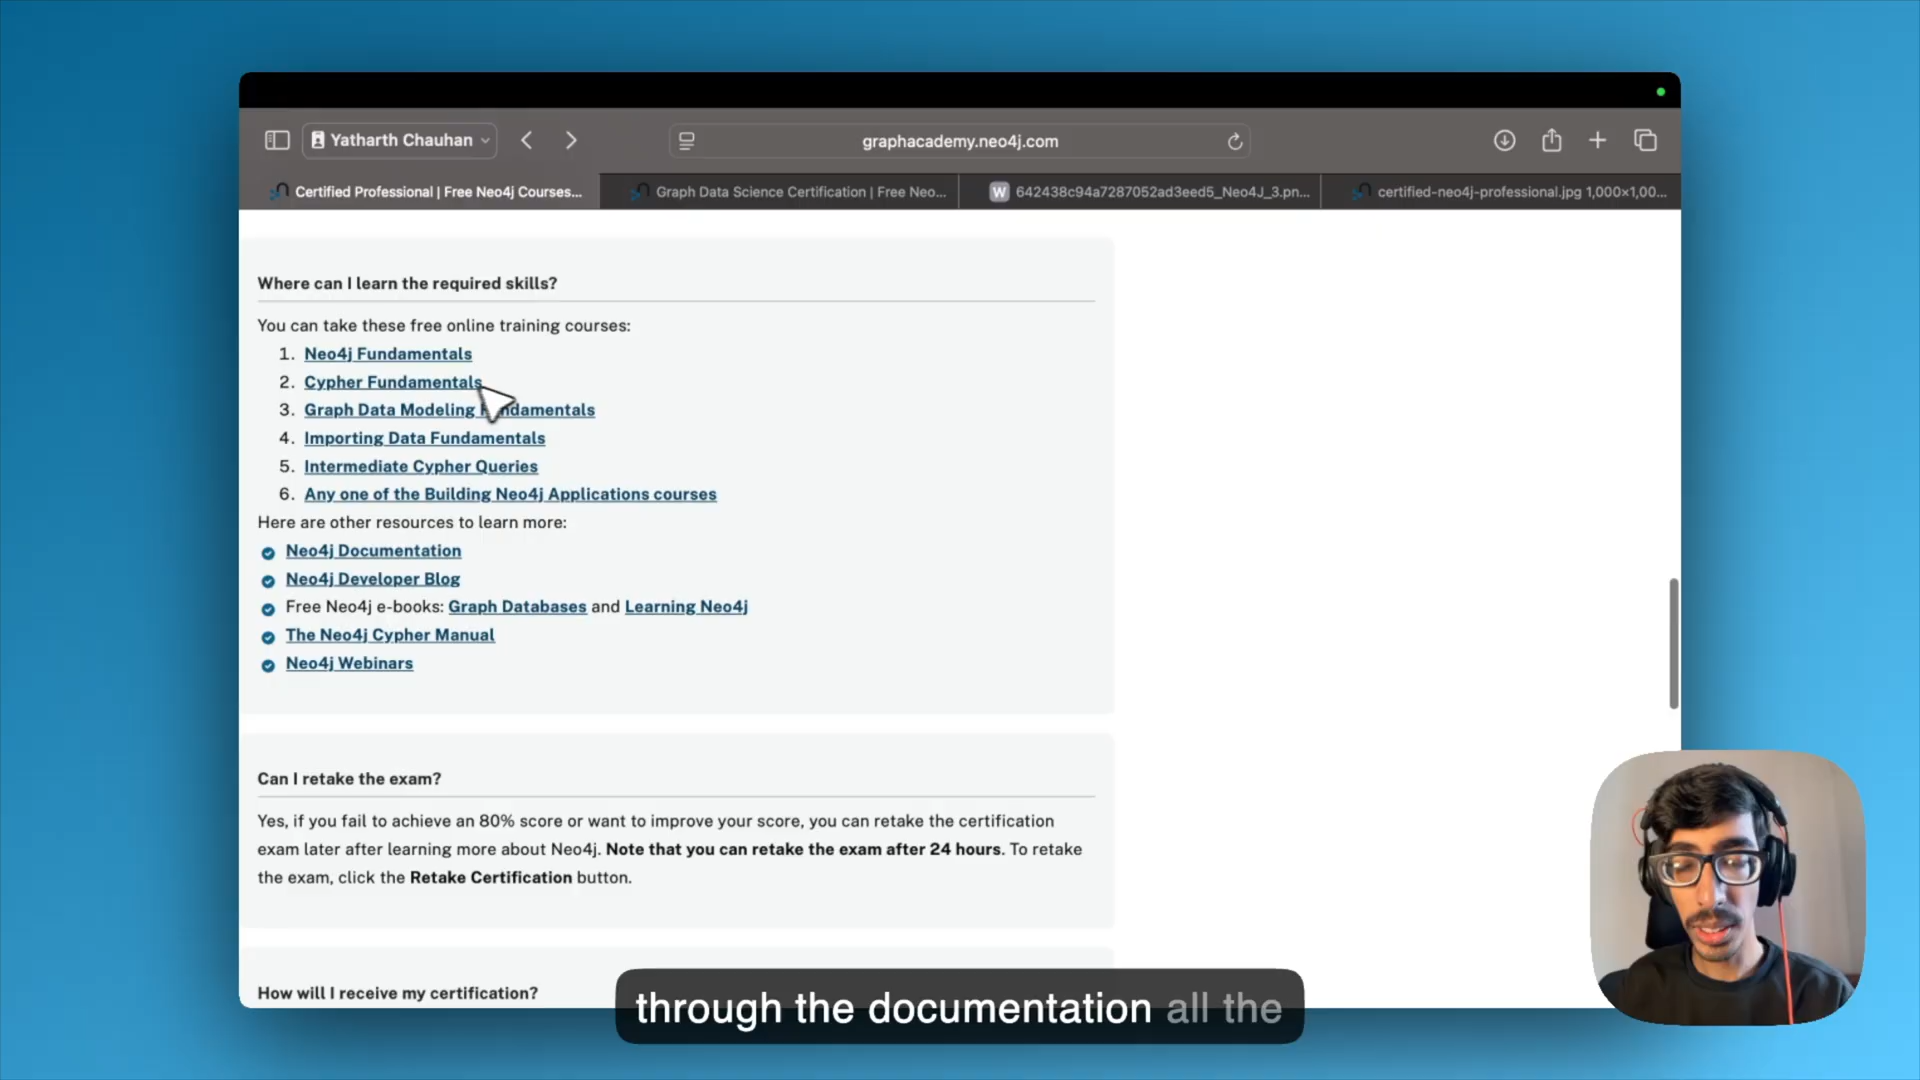 Yatharth Chauhan
graphacademy.neo4j.com
Certified Professional | Free Neo4j Courses...
Graph Data Science Certification | Free Neo...
W 642438c94a7287052ad3eed5_Neo4J_3.pn...
certified-neo4j-professional.jpg 1,000×1,00...
Where can I learn the required skills?
You can take these free online training courses:
1. Neo4j Fundamentals
2. Cypher Fundamentals
3. Graph Data Modeling Fundamentals
4. Importing Data Fundamentals
5. Intermediate Cypher Queries
6. Any one of the Building Neo4j Applications courses
Here are other resources to learn more:
Neo4j Documentation
Neo4j Developer Blog
Free Neo4j e-books: Graph Databases and Learning Neo4j
The Neo4j Cypher Manual
Neo4j Webinars
Can I retake the exam?
Yes, if you fail to achieve an 80% score or want to improve your score, you can retake the certification
exam later after learning more about Neo4j. Note that you can retake the exam after 24 hours. To retake
the exam, click the Retake Certification button.
How will I receive my certification?
through the documentation all the